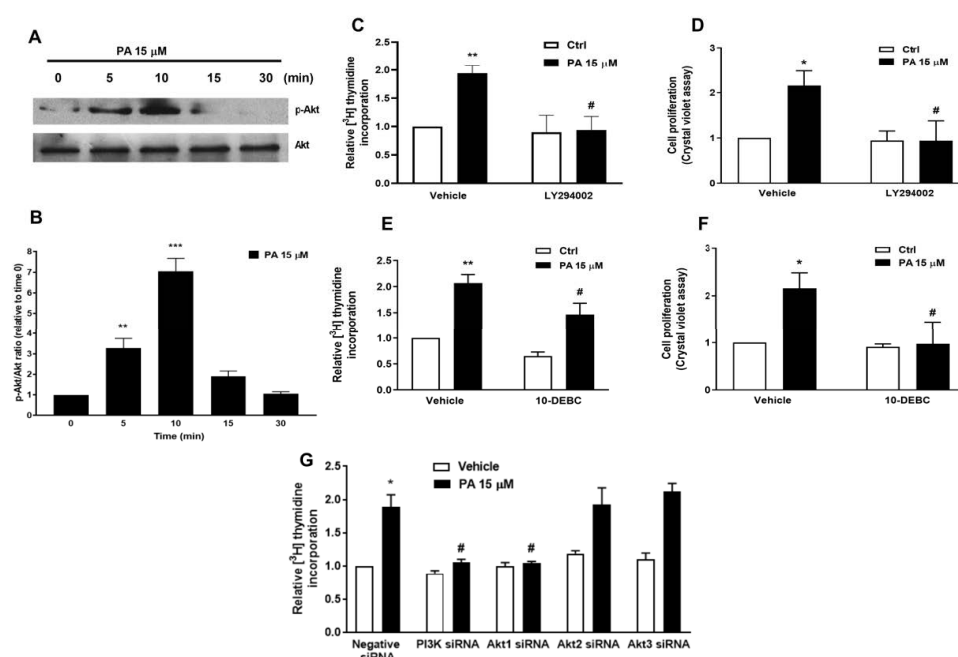 A
PA 15 μM
0 5 10 15 30 (min)
p-Akt
Akt
B
p-Akt/Akt ratio (relative to time 0)
8
7
6
5
4
3
2
1
0
PA 15 μM
**
***
0 5 10 15 30
Time (min)
C
Relative [³H] thymidine
incorporation
2.5
2.0
1.5
1.0
0.5
0.0
Ctrl
PA 15 μM
**
#
Vehicle LY294002
D
Cell proliferation
(Crystal violet assay)
3
2
1
0
Ctrl
PA 15 μM
*
#
Vehicle LY294002
E
Relative [³H] thymidine
incorporation
2.5
2.0
1.5
1.0
0.5
0.0
Ctrl
PA 15 μM
**
#
Vehicle 10-DEBC
F
Cell proliferation
(Crystal violet assay)
3
2
1
0
Ctrl
PA 15 μM
*
#
Vehicle 10-DEBC
G
Relative [³H] thymidine
incorporation
2.5
2.0
1.5
1.0
0.5
0.0
Vehicle
PA 15 μM
*
# #
Negative PI3K siRNA Akt1 siRNA Akt2 siRNA Akt3 siRNA
siRNA